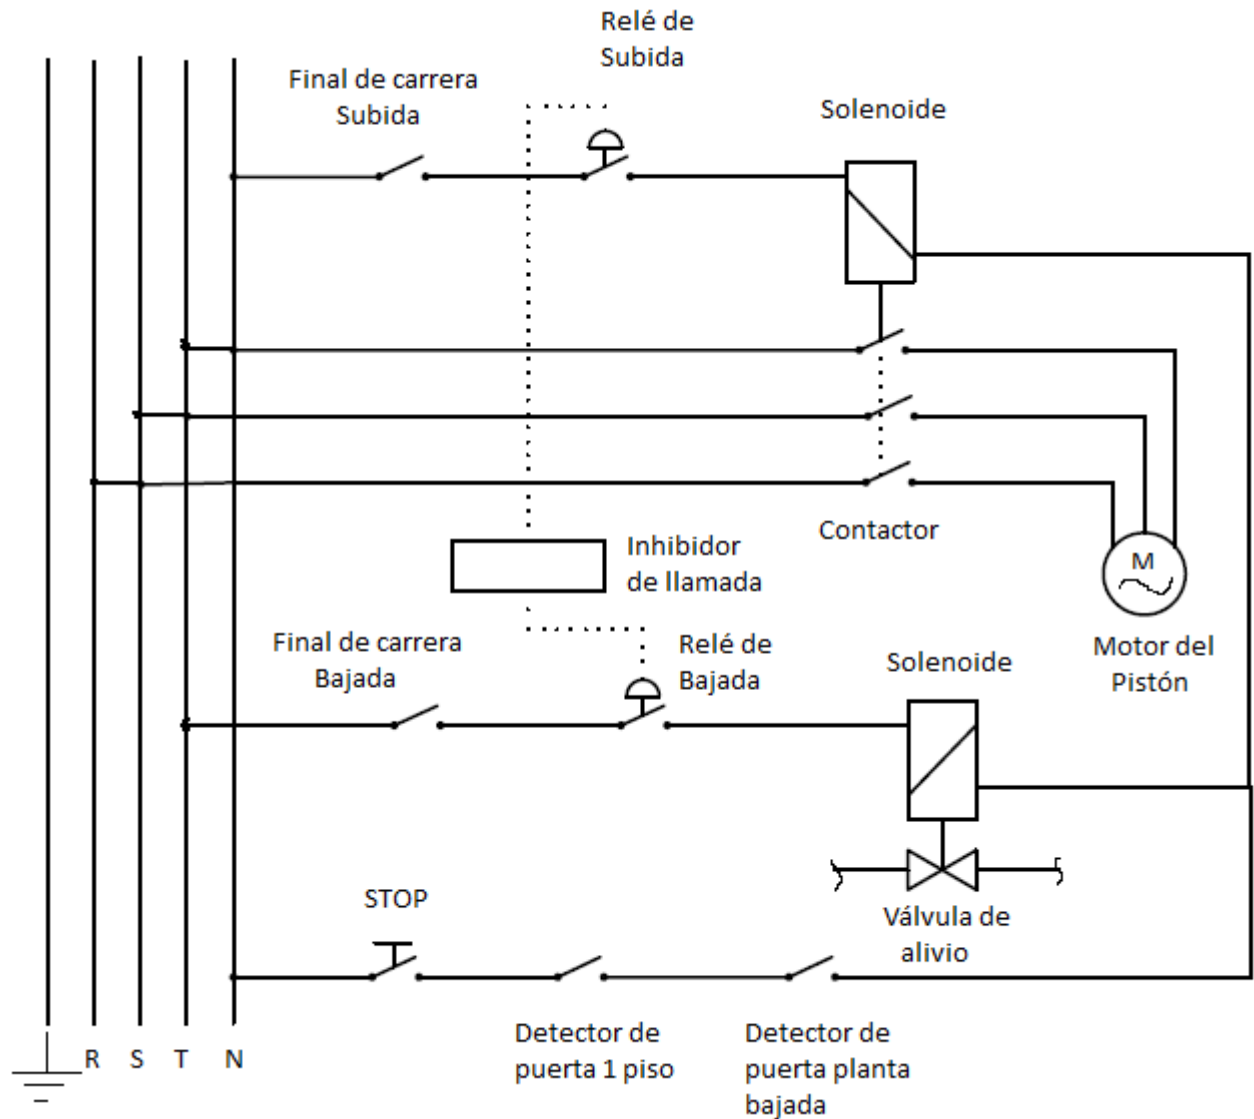 Relé de
Subida
Final de carrera
Subida
Solenoide
Contactor
Inhibidor
de llamada
M
Motor del
Pistón
Final de carrera
Bajada
Relé de
Bajada
Solenoide
Válvula de
alivio
STOP
Detector de
puerta 1 piso
Detector de
puerta planta
bajada
R S T N